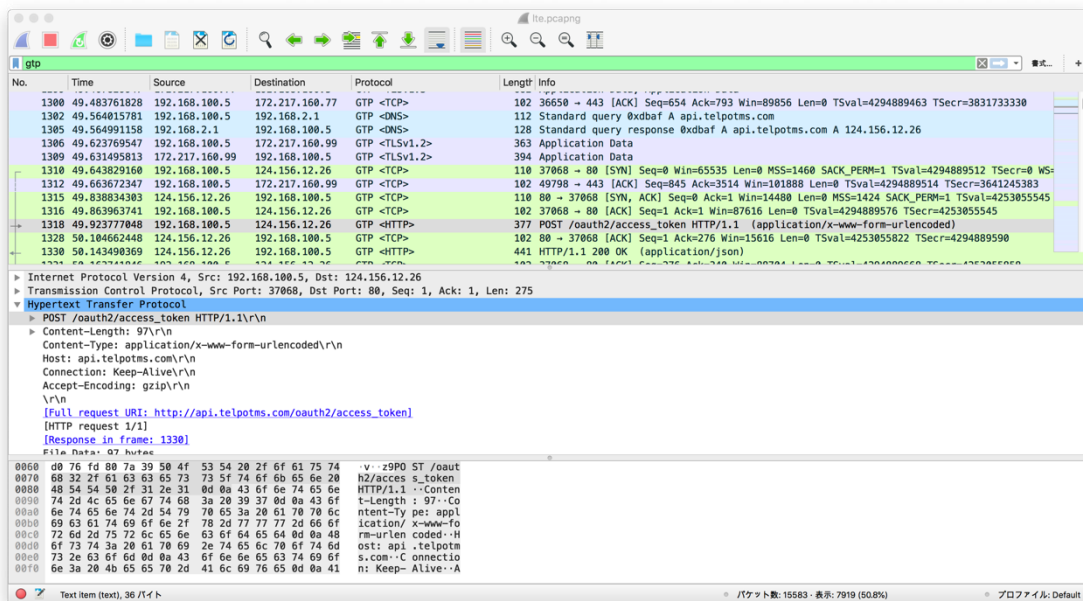 lte.pcapng
gtp
書式...
+
No. Time Source Destination Protocol Length Info
1300 49.483761828 192.168.100.5 172.217.160.77 GTP <TCP> 102 36650 → 443 [ACK] Seq=654 Ack=793 Win=89856 Len=0 TSval=4294889463 TSecr=3831733330
1302 49.564015781 192.168.100.5 192.168.2.1 GTP <DNS> 112 Standard query 0xdbaf A api.telpotms.com
1305 49.564991158 192.168.2.1 192.168.100.5 GTP <DNS> 128 Standard query response 0xdbaf A api.telpotms.com A 124.156.12.26
1306 49.623769547 192.168.100.5 172.217.160.99 GTP <TLSv1.2> 363 Application Data
1309 49.631495813 172.217.160.99 192.168.100.5 GTP <TLSv1.2> 394 Application Data
1310 49.643829160 192.168.100.5 124.156.12.26 GTP <TCP> 110 37068 → 80 [SYN] Seq=0 Win=65535 Len=0 MSS=1460 SACK_PERM=1 TSval=4294889512 TSecr=0 WS=
1312 49.663672347 192.168.100.5 172.217.160.99 GTP <TCP> 102 49798 → 443 [ACK] Seq=845 Ack=3514 Win=101888 Len=0 TSval=4294889514 TSecr=3641245383
1315 49.838834303 124.156.12.26 192.168.100.5 GTP <TCP> 110 80 → 37068 [SYN, ACK] Seq=0 Ack=1 Win=14480 Len=0 MSS=1424 SACK_PERM=1 TSval=4253055545
1316 49.863963741 192.168.100.5 124.156.12.26 GTP <TCP> 102 37068 → 80 [ACK] Seq=1 Ack=1 Win=87616 Len=0 TSval=4294889576 TSecr=4253055545
1318 49.923777048 192.168.100.5 124.156.12.26 GTP <HTTP> 377 POST /oauth2/access_token HTTP/1.1 (application/x-www-form-urlencoded)
1328 50.104662448 124.156.12.26 192.168.100.5 GTP <TCP> 102 80 → 37068 [ACK] Seq=1 Ack=276 Win=15616 Len=0 TSval=4253055822 TSecr=4294889590
1330 50.143490369 124.156.12.26 192.168.100.5 GTP <HTTP> 441 HTTP/1.1 200 OK (application/json)
Internet Protocol Version 4, Src: 192.168.100.5, Dst: 124.156.12.26
Transmission Control Protocol, Src Port: 37068, Dst Port: 80, Seq: 1, Ack: 1, Len: 275
Hypertext Transfer Protocol
POST /oauth2/access_token HTTP/1.1\r\n
Content-Length: 97\r\n
Content-Type: application/x-www-form-urlencoded\r\n
Host: api.telpotms.com\r\n
Connection: Keep-Alive\r\n
Accept-Encoding: gzip\r\n
\r\n
[Full request URI: http://api.telpotms.com/oauth2/access_token]
[HTTP request 1/1]
[Response in frame: 1330]
File Data: 97 bytes
0060 d0 76 fd 80 7a 39 50 4f 53 54 20 2f 6f 61 75 74 ·v··z9PO ST /oaut
0070 68 32 2f 61 63 63 65 73 73 5f 74 6f 6b 65 6e 20 h2/acces s_token
0080 48 54 54 50 2f 31 2e 31 0d 0a 43 6f 6e 74 65 6e HTTP/1.1 ··Conten
0090 74 2d 4c 65 6e 67 74 68 3a 20 39 37 0d 0a 43 6f t-Length : 97··Co
00a0 6e 74 65 6e 74 2d 54 79 70 65 3a 20 61 70 70 6c ntent-Ty pe: appl
00b0 69 63 61 74 69 6f 6e 2f 78 2d 77 77 77 2d 66 6f ication/ x-www-fo
00c0 72 6d 2d 75 72 6c 65 6e 63 6f 64 65 64 0d 0a 48 rm-urlen coded··H
00d0 6f 73 74 3a 20 61 70 69 2e 74 65 6c 70 6f 74 6d ost: api .telpotm
00e0 73 2e 63 6f 6d 0d 0a 43 6f 6e 6e 65 63 74 69 6f s.com··C onnectio
00f0 6e 3a 20 4b 65 65 70 2d 41 6c 69 76 65 0d 0a 41 n: Keep- Alive··A
Text item (text), 36 バイト
パケット数: 15583 · 表示: 7919 (50.8%)
プロファイル: Default